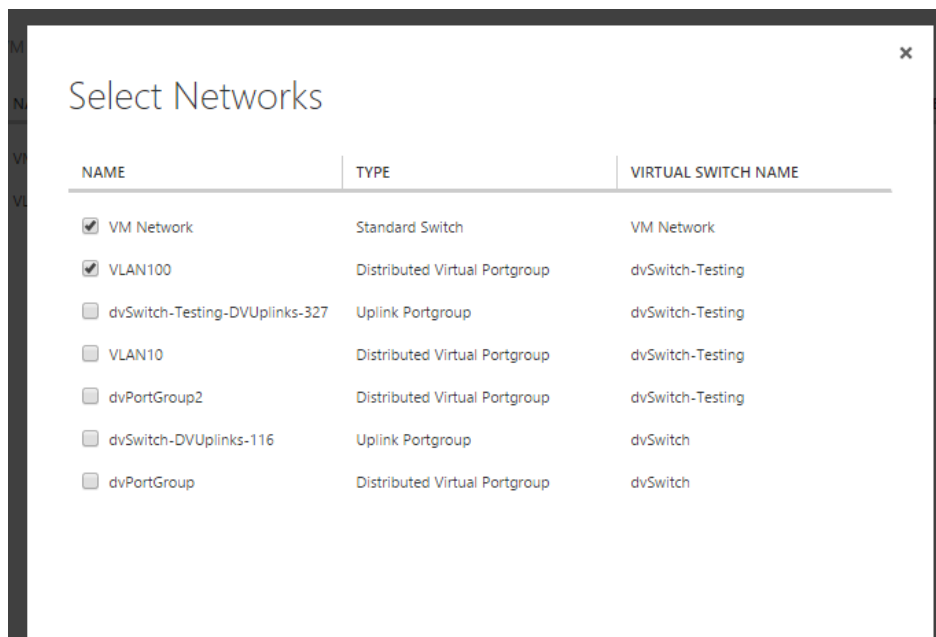 Select Networks
NAME TYPE VIRTUAL SWITCH NAME
VM Network Standard Switch VM Network
VLAN100 Distributed Virtual Portgroup dvSwitch-Testing
dvSwitch-Testing-DVUplinks-327 Uplink Portgroup dvSwitch-Testing
VLAN10 Distributed Virtual Portgroup dvSwitch-Testing
dvPortGroup2 Distributed Virtual Portgroup dvSwitch-Testing
dvSwitch-DVUplinks-116 Uplink Portgroup dvSwitch
dvPortGroup Distributed Virtual Portgroup dvSwitch